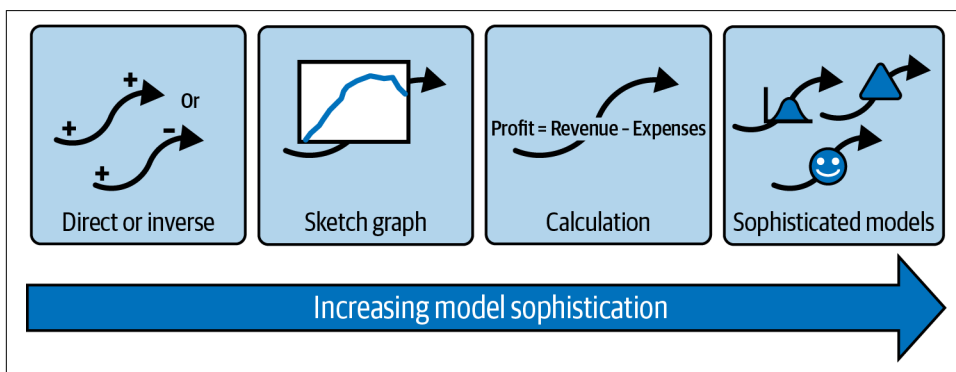 +
Or
+
-
+
Profit = Revenue – Expenses
Direct or inverse
Sketch graph
Calculation
Sophisticated models
Increasing model sophistication